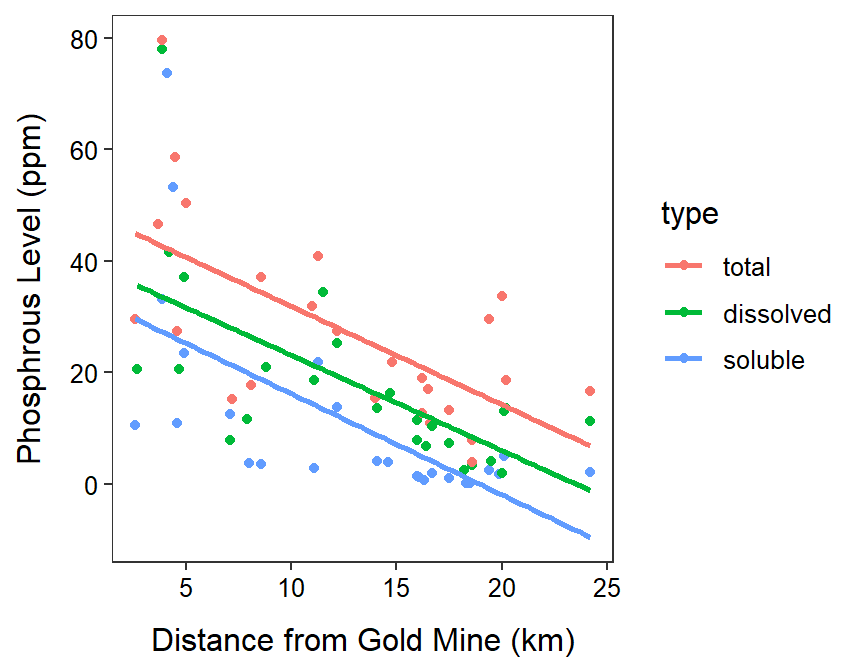 80
60
40
20
0
Phosphrous Level (ppm)
5 10 15 20 25
Distance from Gold Mine (km)
type
total
dissolved
soluble